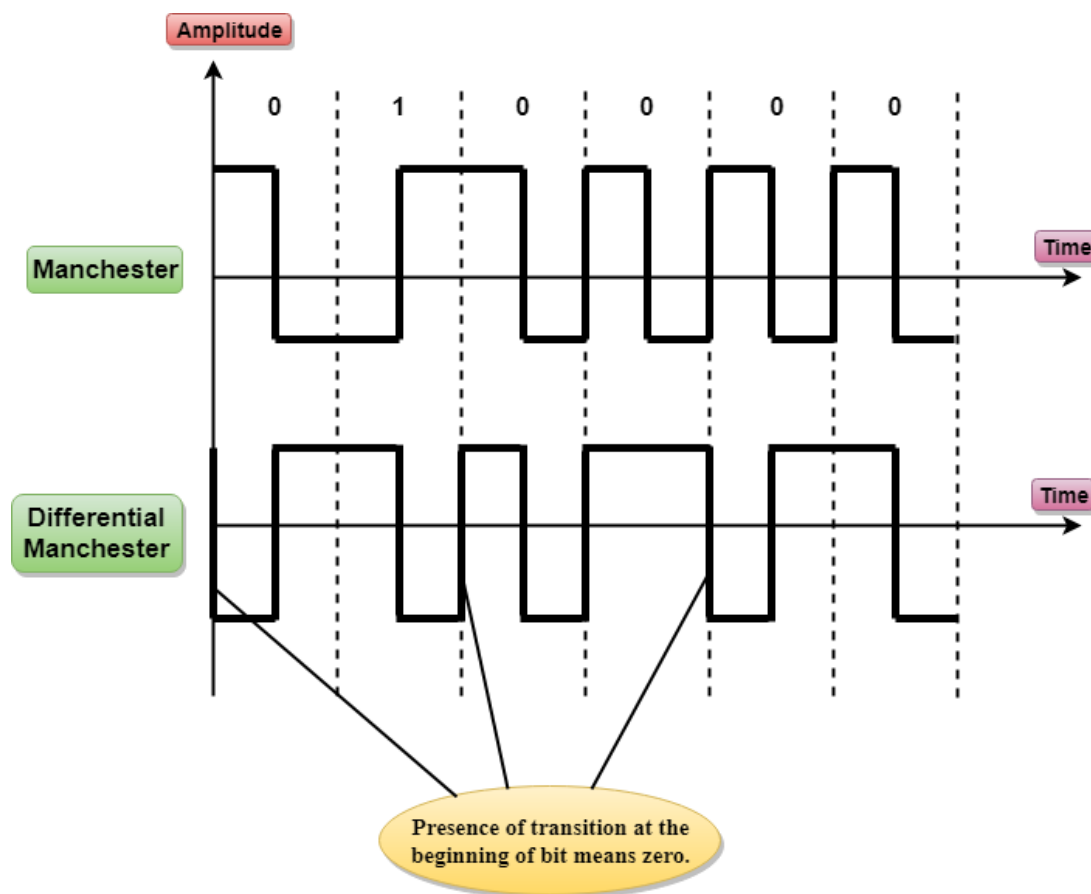 Amplitude
0 1 0 0 0 0
Manchester
Time
Differential
Manchester
Time
Presence of transition at the
beginning of bit means zero.